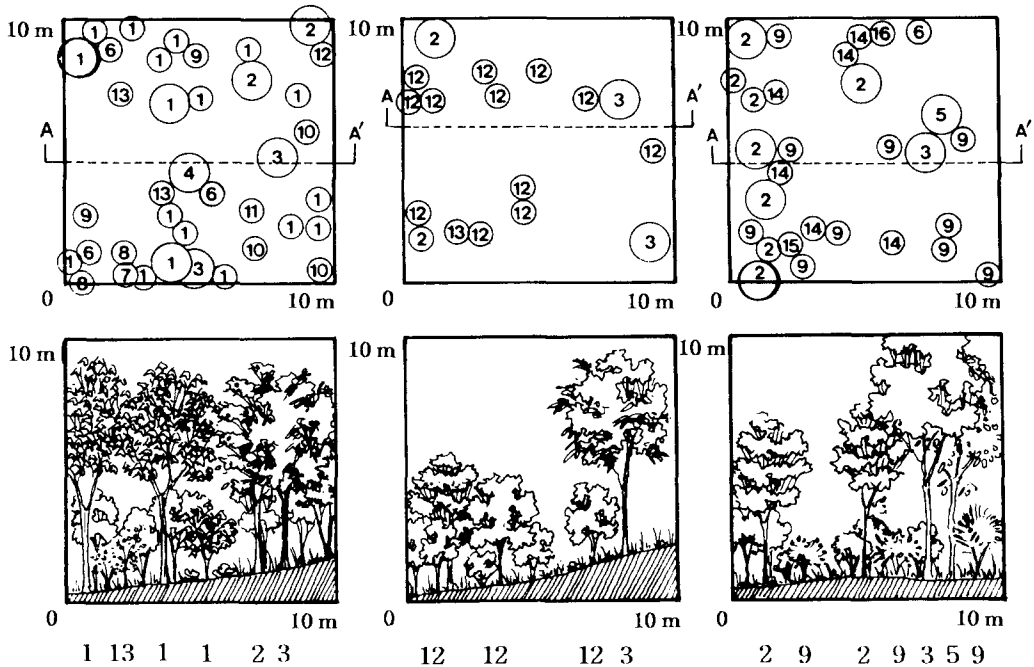 10 m
1 1 2
1
1 6 1 9 1 12
2
13 1 1 1
10
A A'
3
4
13 6 1
9 1 11
1 1 1
6 8 10
1 1 3 10
8 7 1 1
0 10 m
10 m
2
12 12 12
12 12 12 12 3
A A'
12
12
12 12
2 13 12 3
0 10 m
10 m
2 9 14 16 6
14
2 2
2 14
5
A A'
2 9 9 3 9
14
2
9 14 9 9
2 15 14 9
9
2 9
0 10 m
10 m
0 10 m
1 13 1 1 2 3
10 m
0 10 m
12 12 12 3
10 m
0 10 m
2 9 2 9 3 5 9